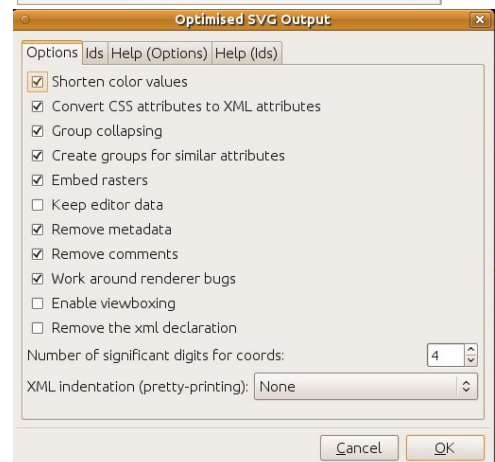 Optimised SVG Output
Options Ids Help (Options) Help (Ids)
Shorten color values
Convert CSS attributes to XML attributes
Group collapsing
Create groups for similar attributes
Embed rasters
Keep editor data
Remove metadata
Remove comments
Work around renderer bugs
Enable viewboxing
Remove the xml declaration
Number of significant digits for coords: 4
XML indentation (pretty-printing): None
Cancel OK